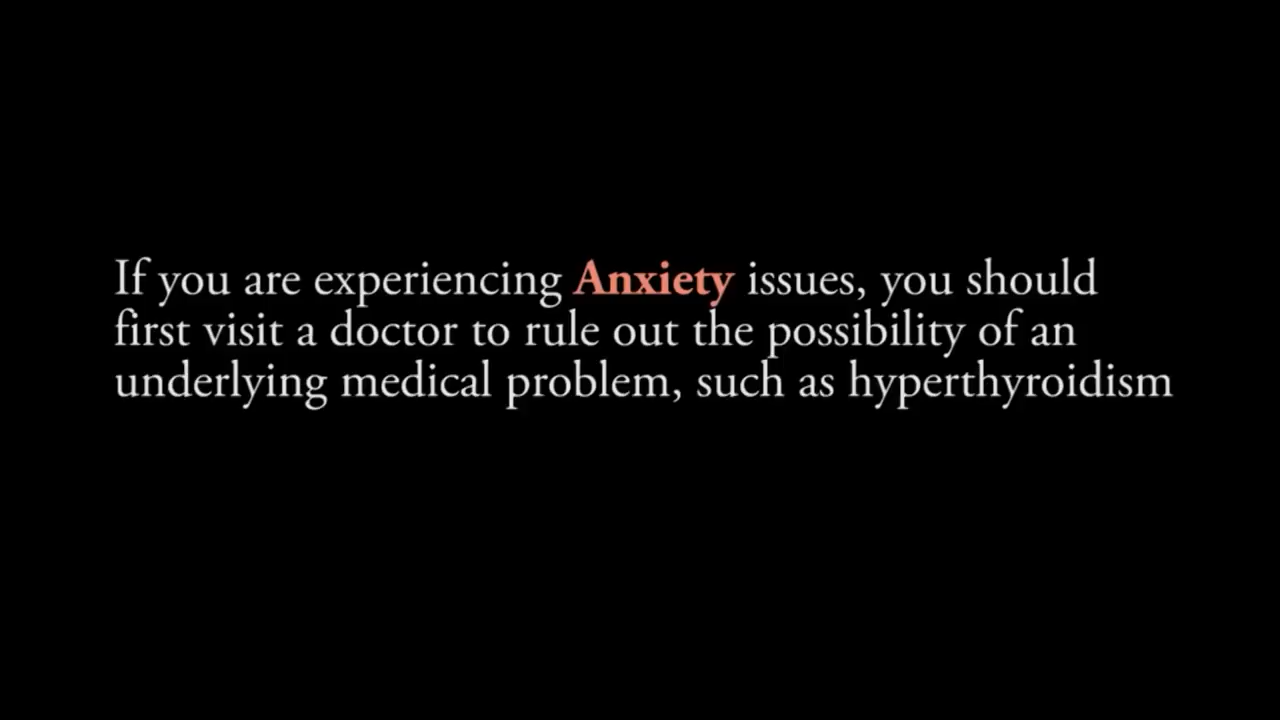 If you are experiencing Anxiety issues, you should
first visit a doctor to rule out the possibility of an
underlying medical problem, such as hyperthyroidism